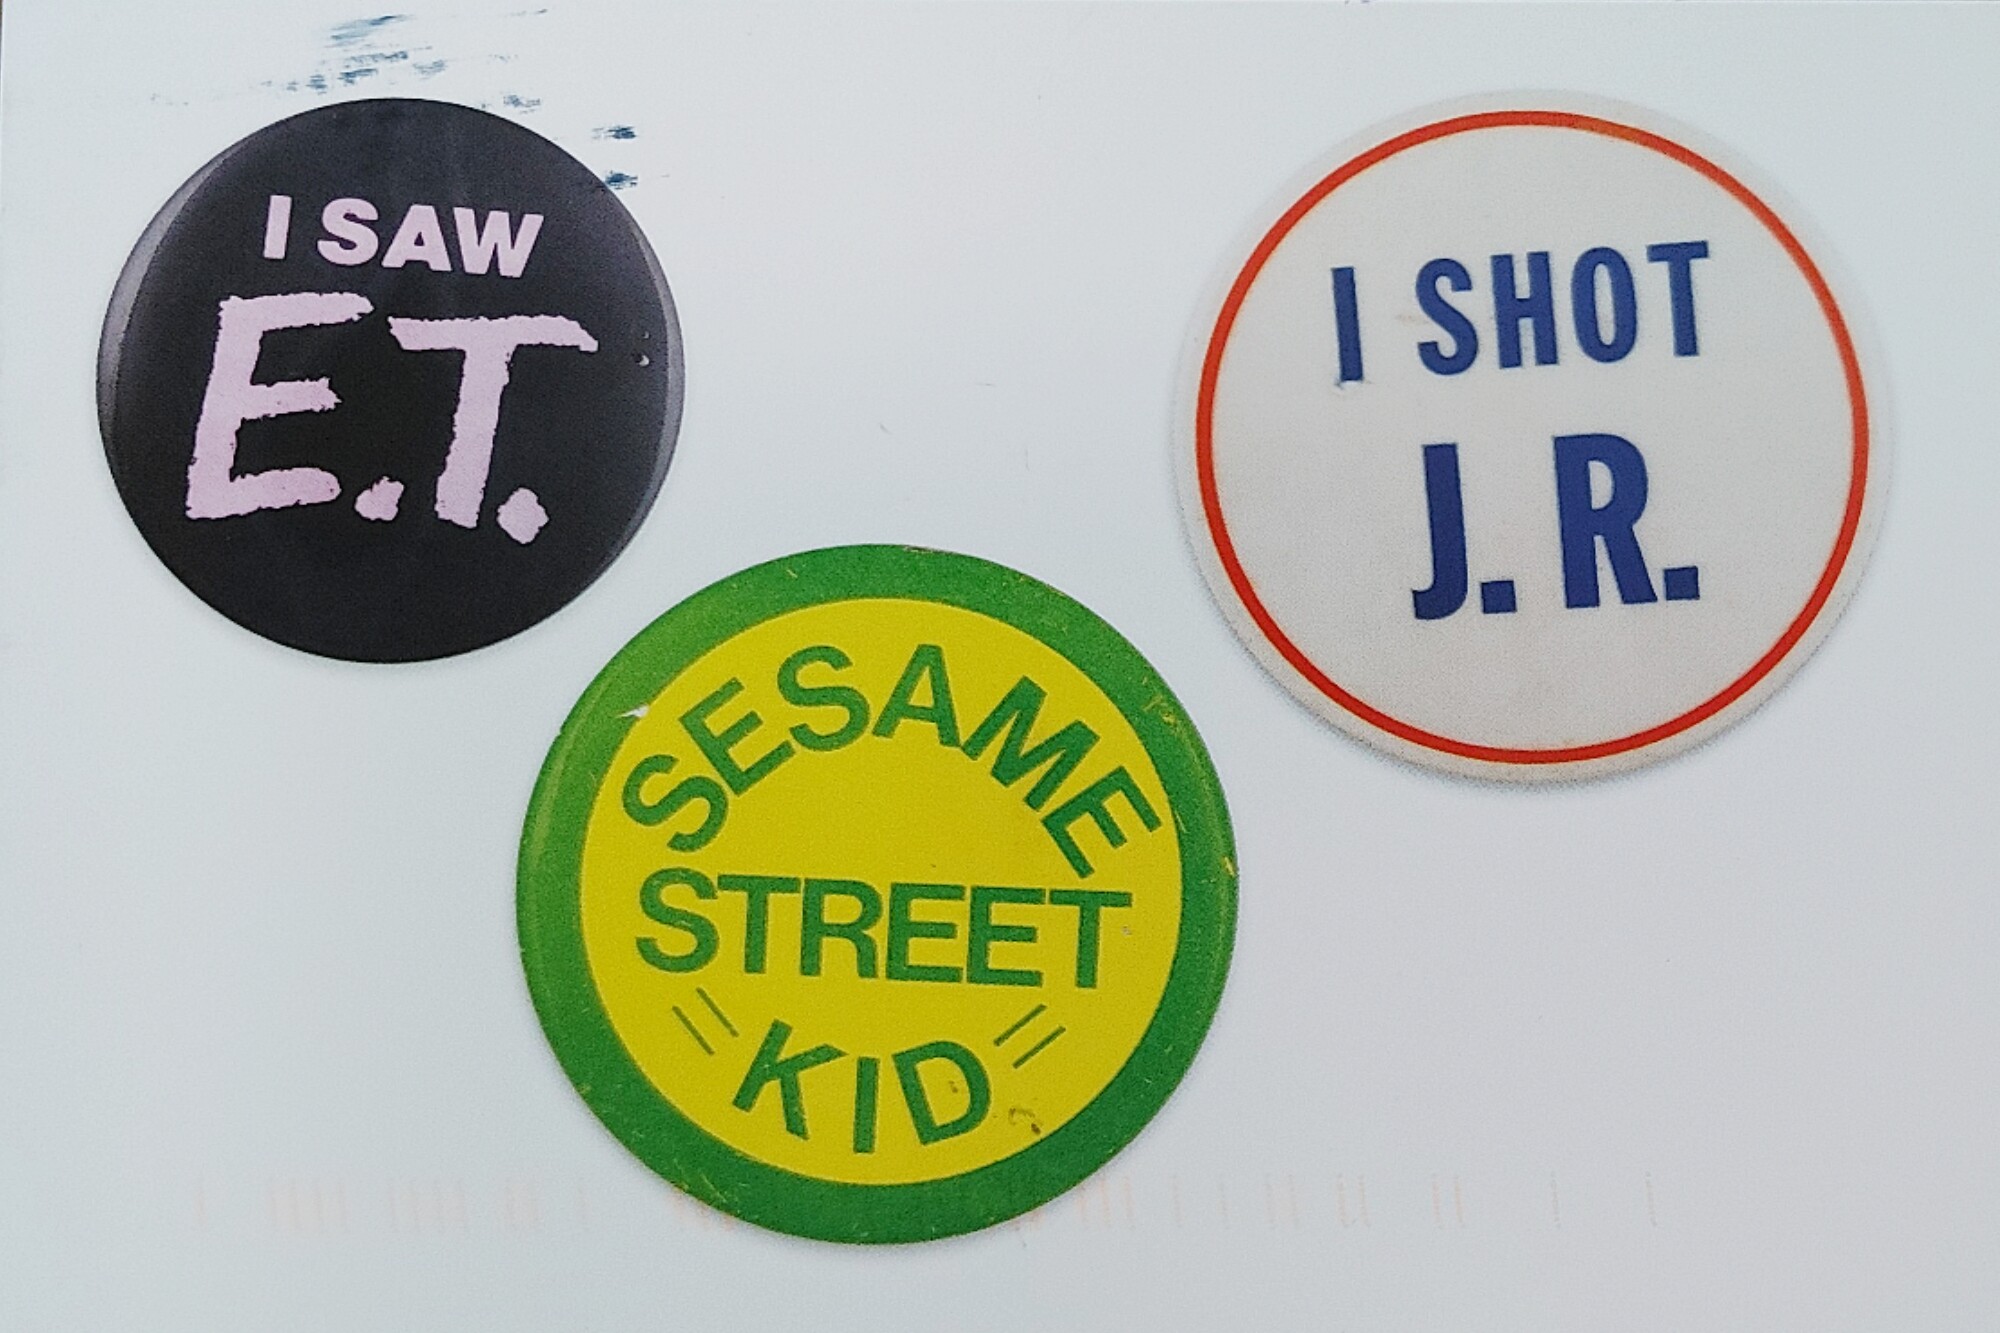 I SAW
E.T.
I SHOT
J. R.
SESAME
STREET
KID